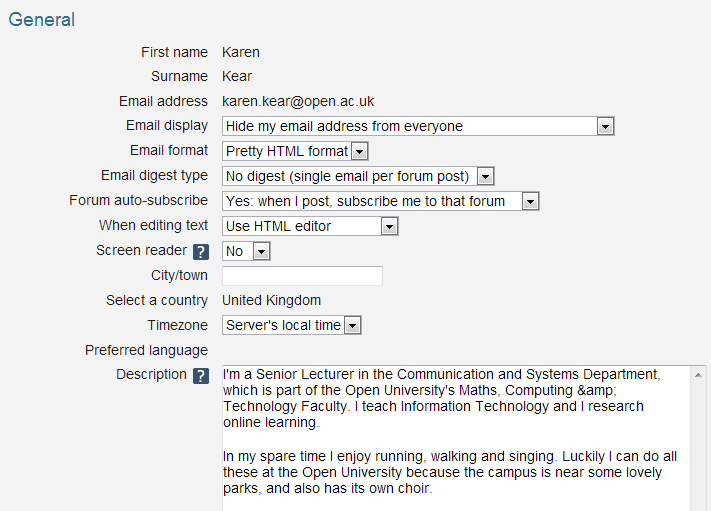 General
First name Karen
Surname Kear
Email address karen.kear@open.ac.uk
Email display Hide my email address from everyone
Email format Pretty HTML format
Email digest type No digest (single email per forum post)
Forum auto-subscribe Yes: when I post, subscribe me to that forum
When editing text Use HTML editor
Screen reader ? No
City/town
Select a country United Kingdom
Timezone Server's local time
Preferred language
Description ? I'm a Senior Lecturer in the Communication and Systems Department,
which is part of the Open University's Maths, Computing &amp;
Technology Faculty. I teach Information Technology and I research
online learning.
In my spare time I enjoy running, walking and singing. Luckily I can do all
these at the Open University because the campus is near some lovely
parks, and also has its own choir.